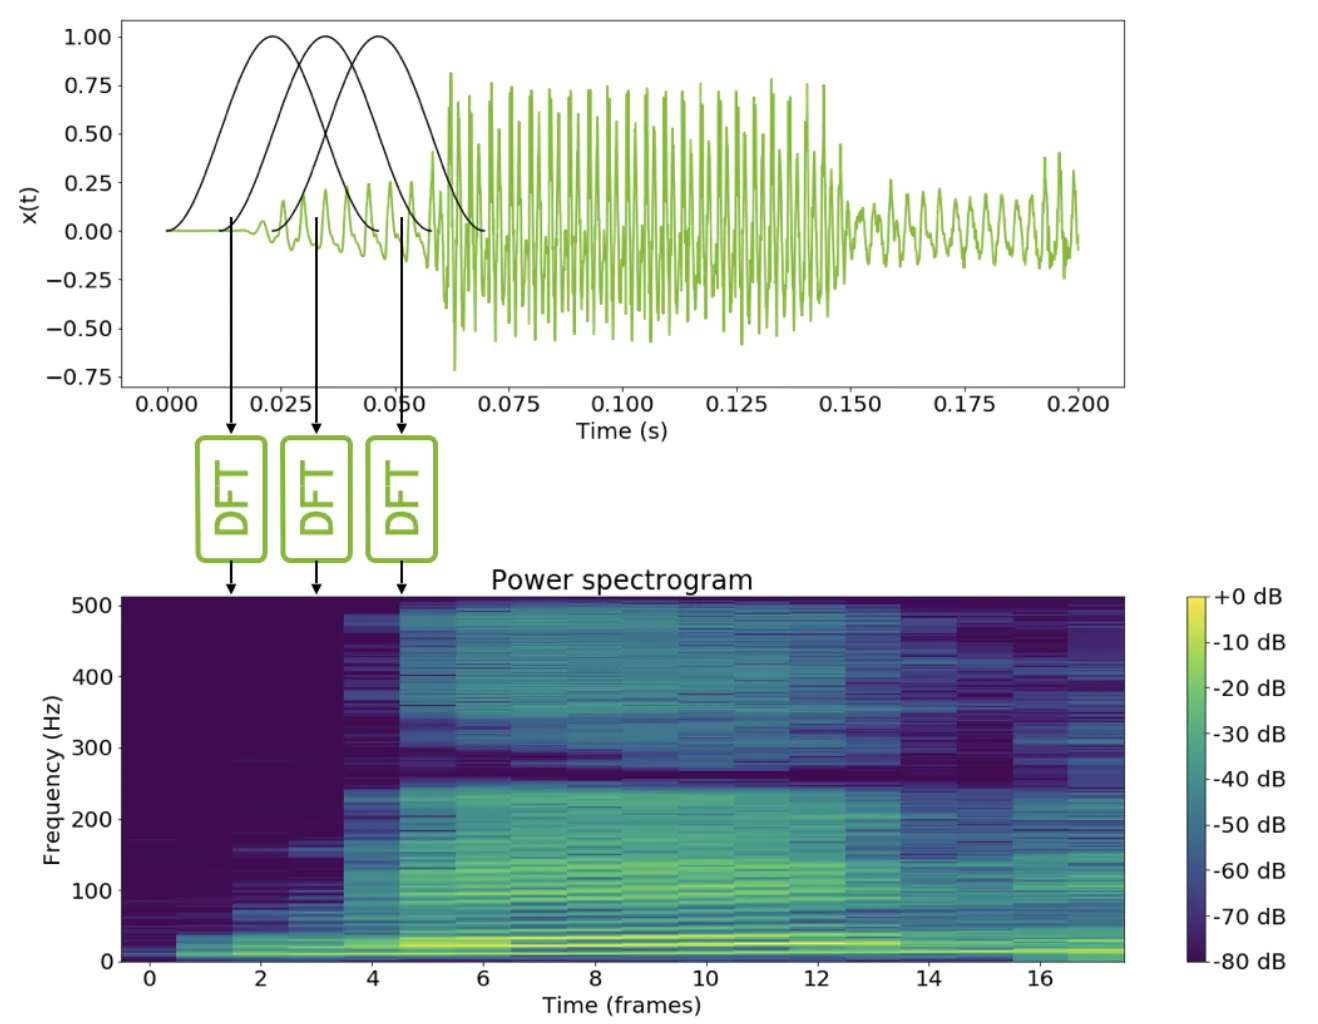 1.00
0.75
0.50
0.25
0.00
−0.25
−0.50
−0.75
x(t)
0.000 0.025 0.050 0.075 0.100 0.125 0.150 0.175 0.200
Time (s)
DFT DFT DFT
Power spectrogram
500
400
300
200
100
0
Frequency (Hz)
0 2 4 6 8 10 12 14 16
Time (frames)
+0 dB
-10 dB
-20 dB
-30 dB
-40 dB
-50 dB
-60 dB
-70 dB
-80 dB